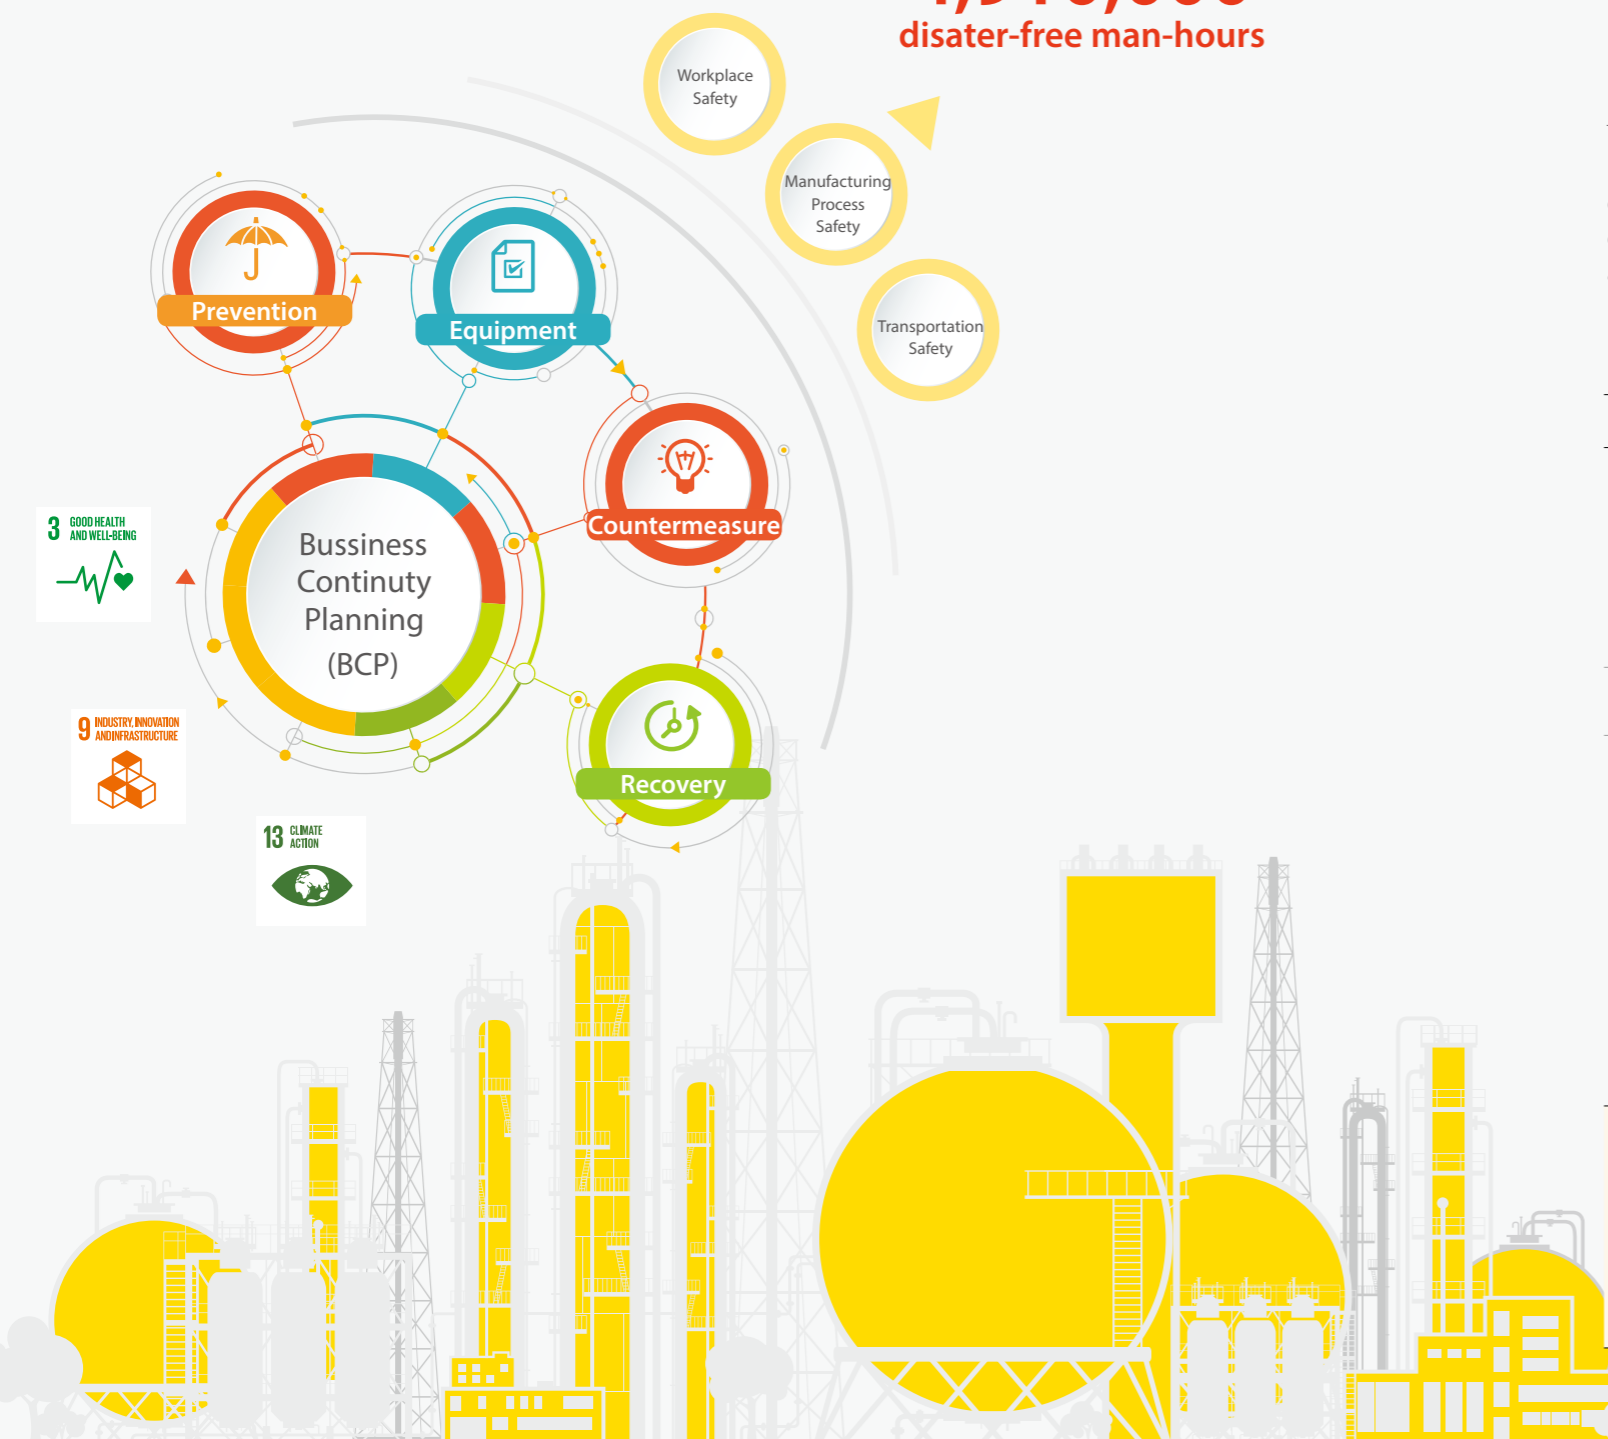 disater-free man-hours
Workplace
Safety
Manufacturing
Process
Safety
Transportation
Safety
Prevention
Equipment
Countermeasure
Recovery
Bussiness
Continuty
Planning
(BCP)
3 GOOD HEALTH
AND WELL-BEING
9 INDUSTRY, INNOVATION
ANDINFRASTRUCTURE
13 CLIMATE
ACTION